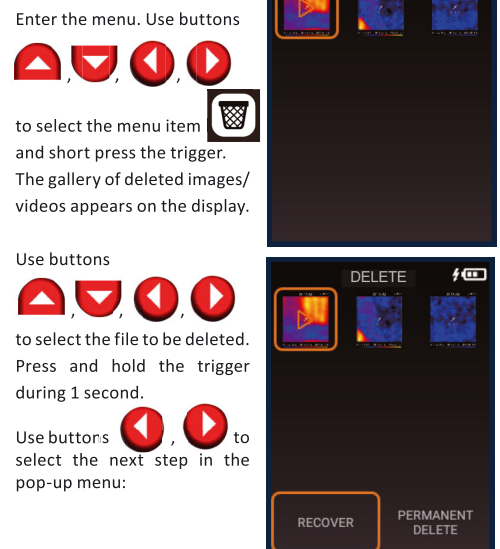 Enter the menu. Use buttons
, , ,
to select the menu item
and short press the trigger.
The gallery of deleted images/
videos appears on the display.
Use buttons
, , ,
to select the file to be deleted.
Press and hold the trigger
during 1 second.
Use buttons , to
select the next step in the
pop-up menu:
DELETE
RECOVER
PERMANENT
DELETE